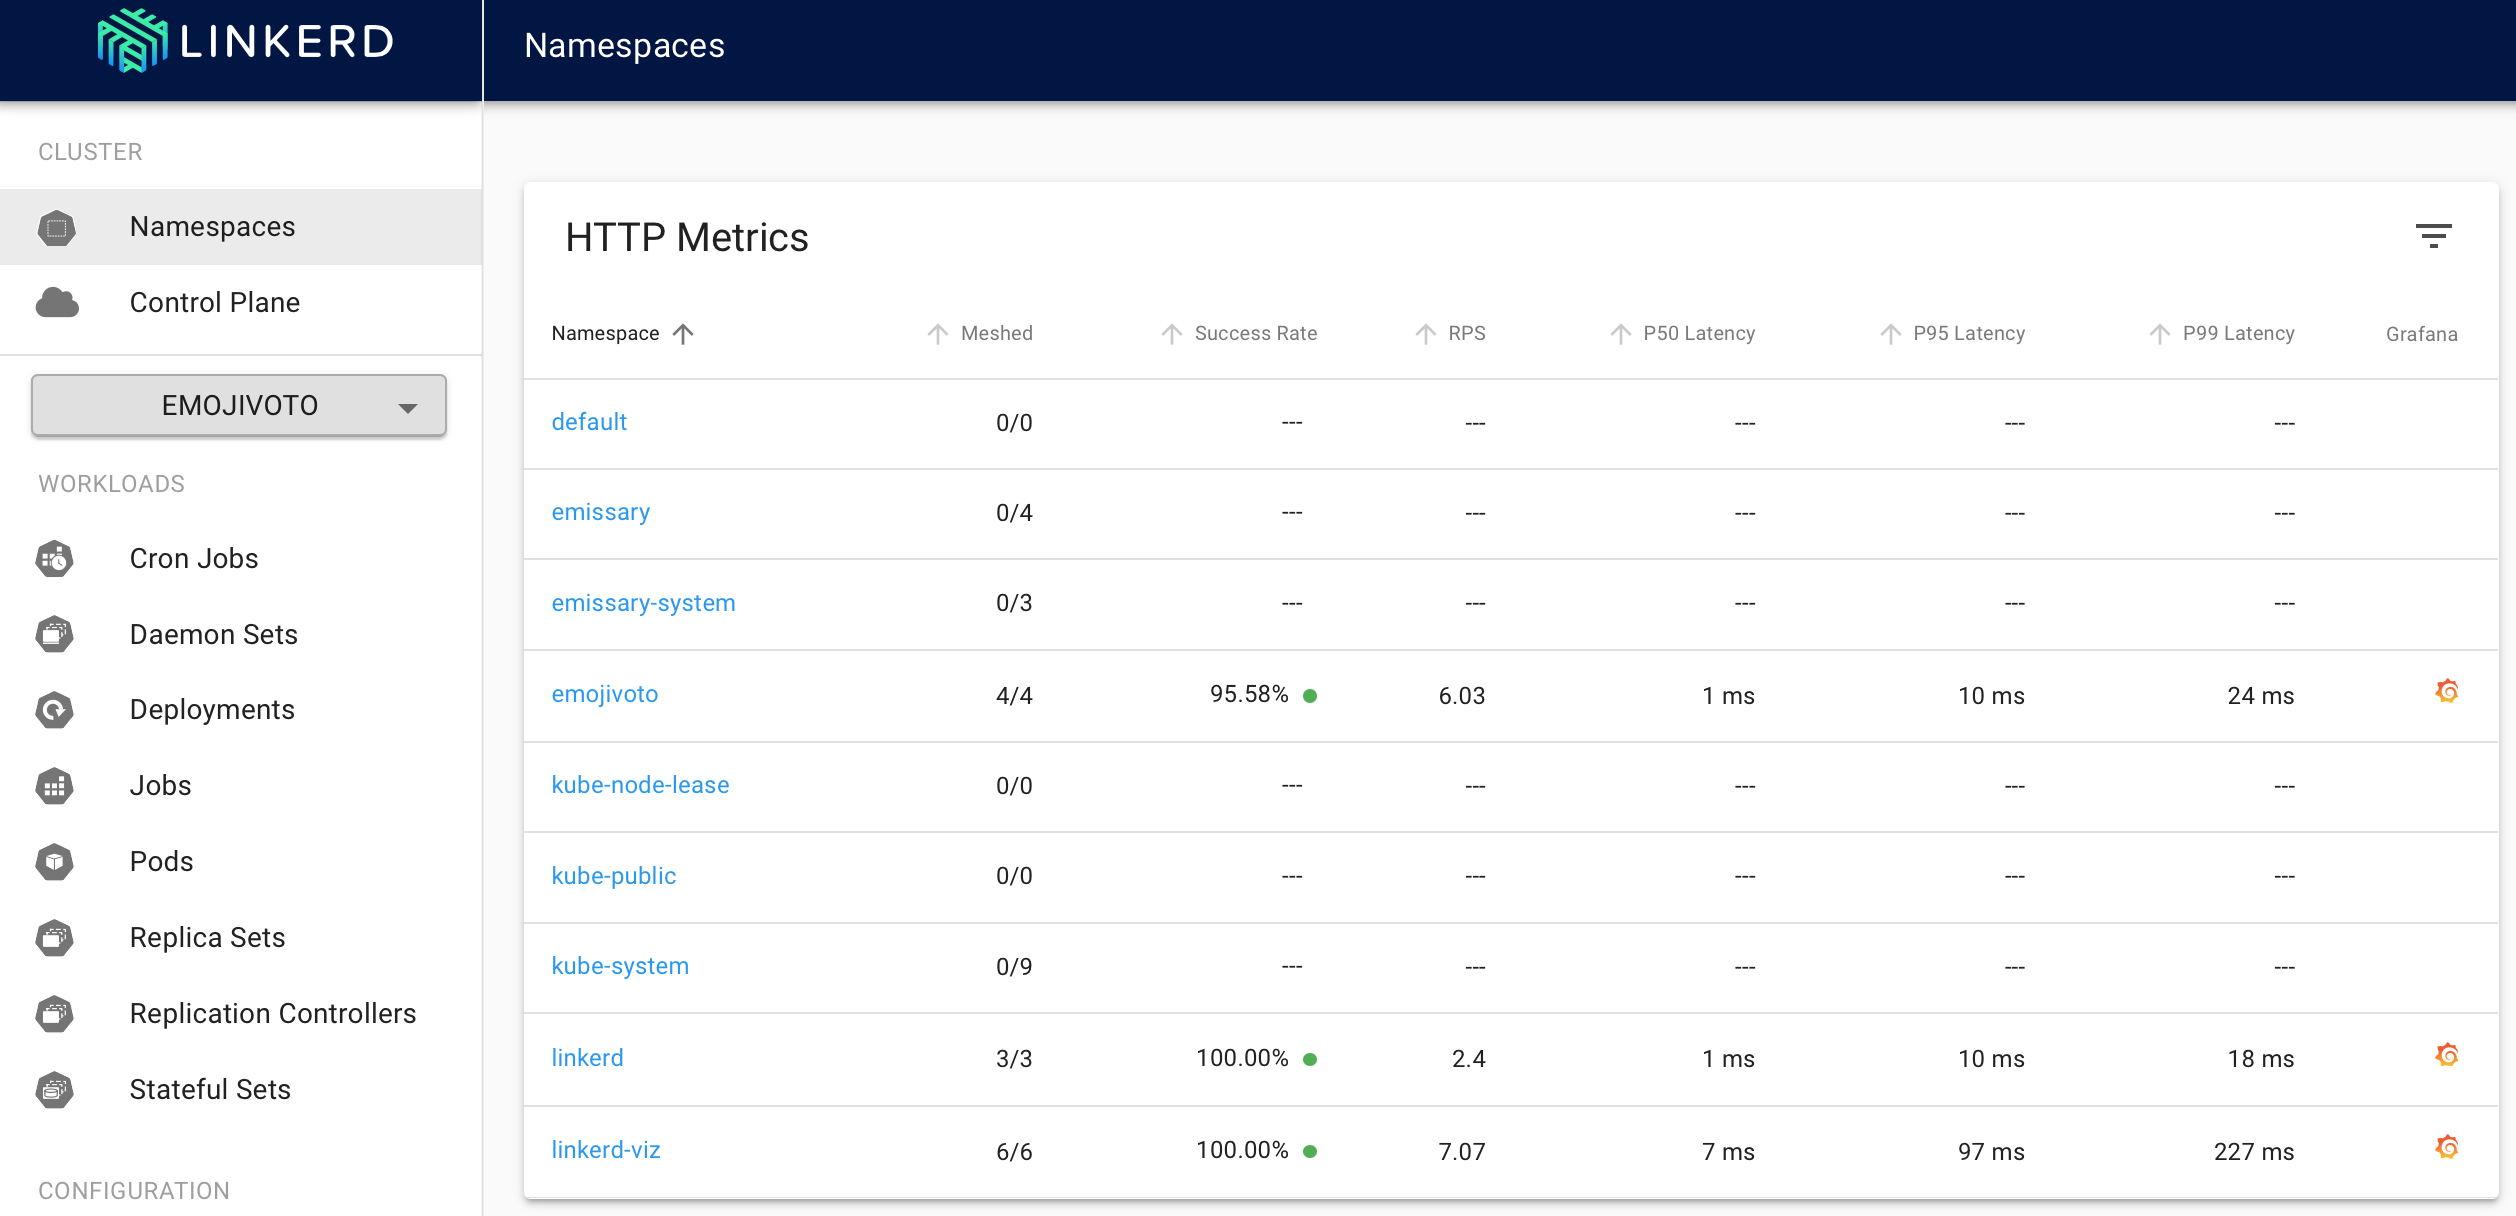 LINKERD
Namespaces
CLUSTER
Namespaces
Control Plane
EMOJIVOTO
WORKLOADS
Cron Jobs
Daemon Sets
Deployments
Jobs
Pods
Replica Sets
Replication Controllers
Stateful Sets
CONFIGURATION
HTTP Metrics
Namespace Meshed Success Rate RPS P50 Latency P95 Latency P99 Latency Grafana
default 0/0 --- --- --- --- ---
emissary 0/4 --- --- --- --- ---
emissary-system 0/3 --- --- --- --- ---
emojivoto 4/4 95.58% 6.03 1 ms 10 ms 24 ms
kube-node-lease 0/0 --- --- --- --- ---
kube-public 0/0 --- --- --- --- ---
kube-system 0/9 --- --- --- --- ---
linkerd 3/3 100.00% 2.4 1 ms 10 ms 18 ms
linkerd-viz 6/6 100.00% 7.07 7 ms 97 ms 227 ms